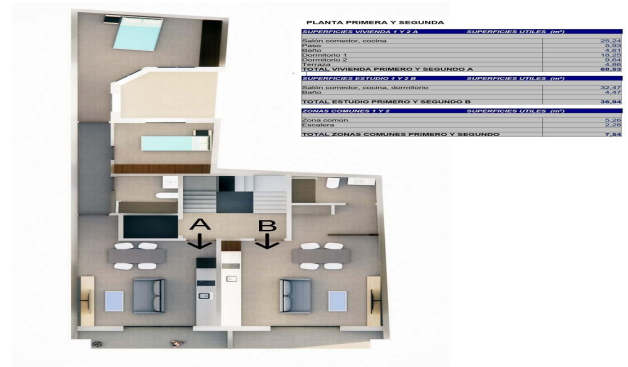 PLANTA PRIMERA Y SEGUNDA
SUPERFICIES VIVIENDA 1 Y 2 A SUPERFICIES UTILES (m²)
Salón comedor, cocina 25,24
Paso 5,93
Baño 4,61
Dormitorio 1 10,25
Dormitorio 2 9,64
Terraza 4,86
TOTAL VIVIENDA PRIMERO Y SEGUNDO A 60,53
SUPERFICIES ESTUDIO 1 Y 2 B SUPERFICIES UTILES (m²)
Salón comedor, cocina, dormitorio 32,47
Baño 4,47
TOTAL ESTUDIO PRIMERO Y SEGUNDO B 36,94
ZONAS COMUNES 1 Y 2 SUPERFICIES UTILES (m²)
Zona común 5,26
Escalera 2,28
TOTAL ZONAS COMUNES PRIMERO Y SEGUNDO 7,54
A B